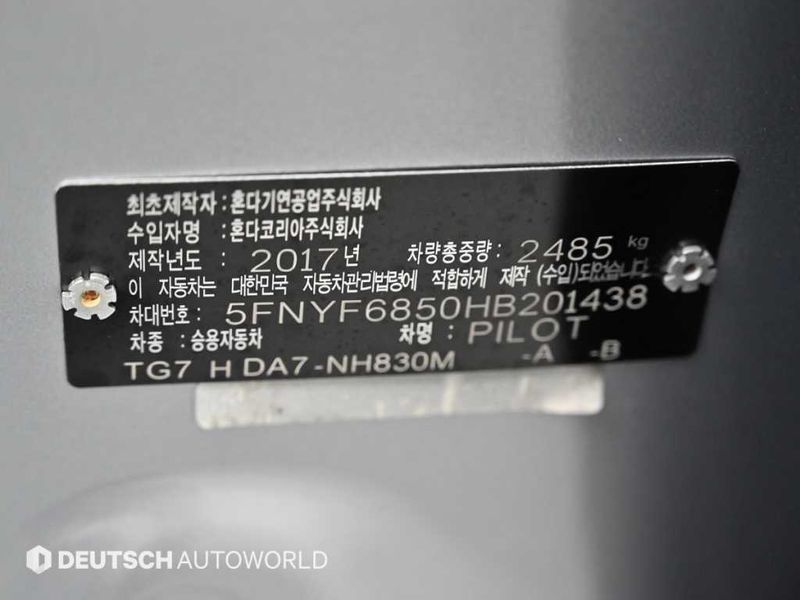 최초제작자 : 혼다기연공업주식회사
수입자명 : 혼다코리아주식회사
제작년도 : 2017년 차량총중량: 2485 kg
이 자동차는 대한민국 자동차관리법령에 적합하게 제작 (수입) 되었습니다.
차대번호: 5FNYF6850HB201438
차종 : 승용자동차 차명 : PILOT
TG7 H DA7-NH830M -A -B
DEUTSCH AUTOWORLD